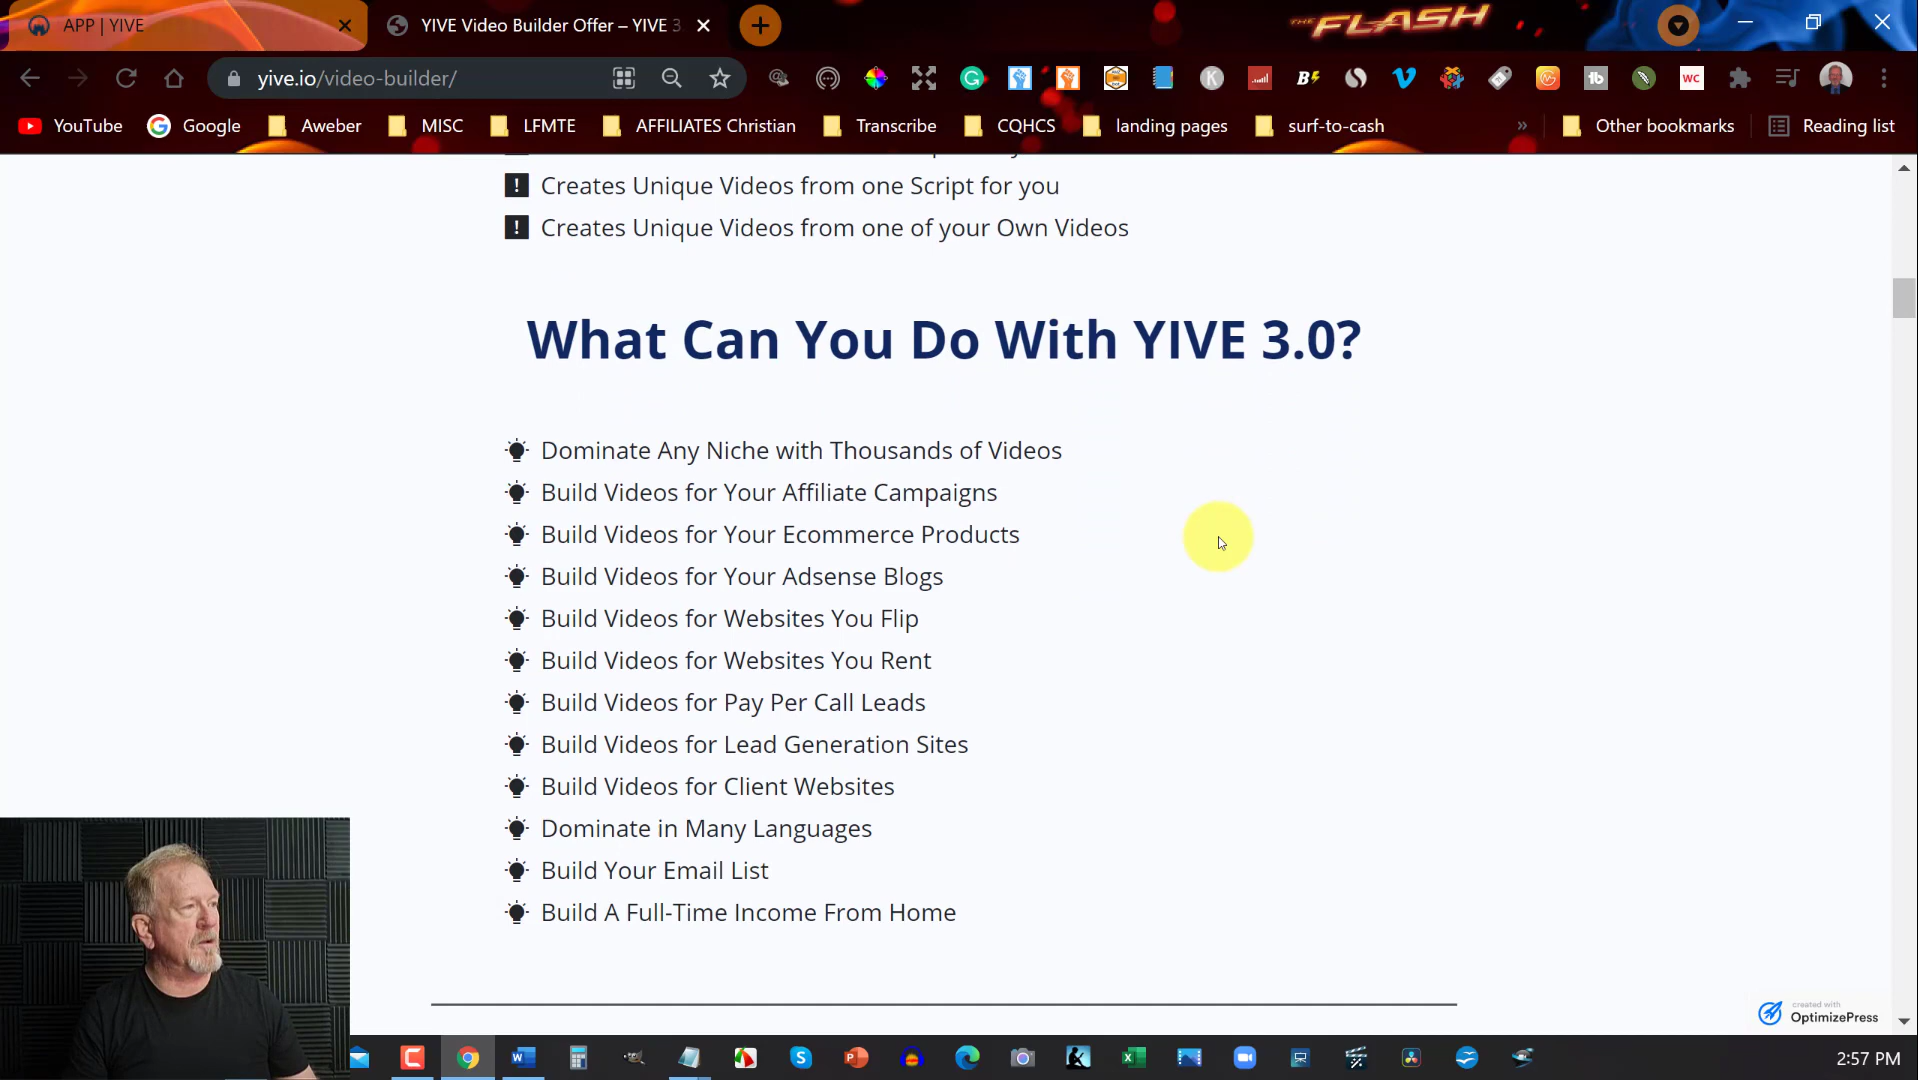 APP | YIVE
YIVE Video Builder Offer – YIVE 3
THE FLASH
yive.io/video-builder/
YouTube
Google
Aweber
MISC
LFMTE
AFFILIATES Christian
Transcribe
CQHCS
landing pages
surf-to-cash
»
Other bookmarks
Reading list
Creates Unique Videos from one Script for you
Creates Unique Videos from one of your Own Videos
What Can You Do With YIVE 3.0?
Dominate Any Niche with Thousands of Videos
Build Videos for Your Affiliate Campaigns
Build Videos for Your Ecommerce Products
Build Videos for Your Adsense Blogs
Build Videos for Websites You Flip
Build Videos for Websites You Rent
Build Videos for Pay Per Call Leads
Build Videos for Lead Generation Sites
Build Videos for Client Websites
Dominate in Many Languages
Build Your Email List
Build A Full-Time Income From Home
created with
OptimizePress
2:57 PM